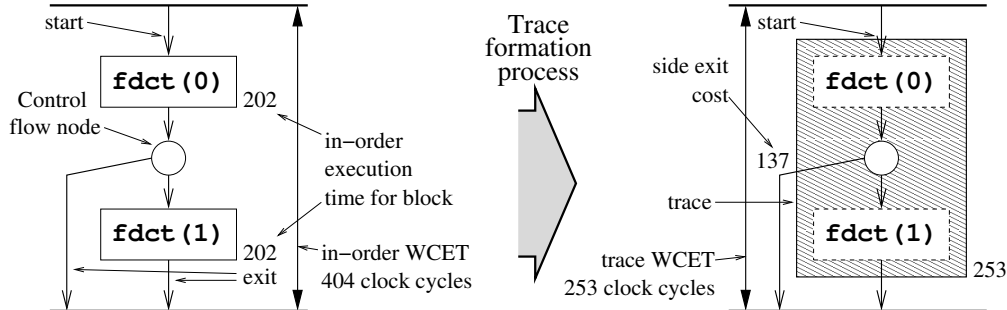 start
fdct(0)
202
Control
flow node
in−order
execution
time for block
fdct(1)
202
exit
in−order WCET
404 clock cycles
Trace
formation
process
start
side exit
cost
fdct(0)
137
trace
fdct(1)
trace WCET
253 clock cycles
253